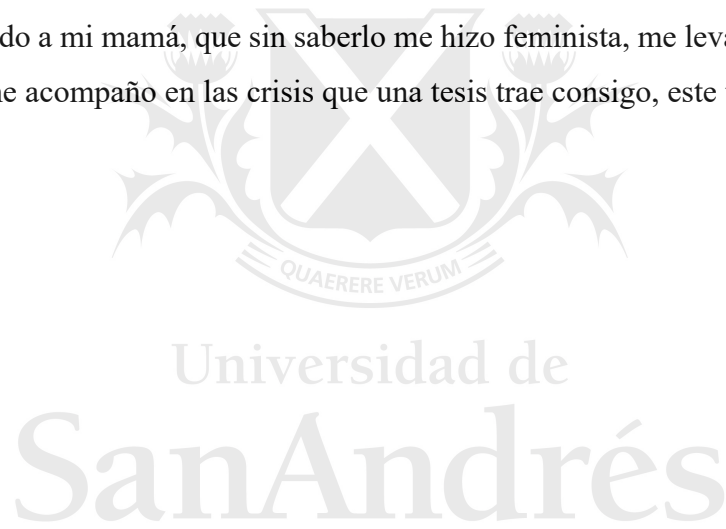 do a mi mamá, que sin saberlo me hizo feminista, me leva
ne acompaño en las crisis que una tesis trae consigo, este
QUAERERE VERUM
Universidad de
SanAndrés